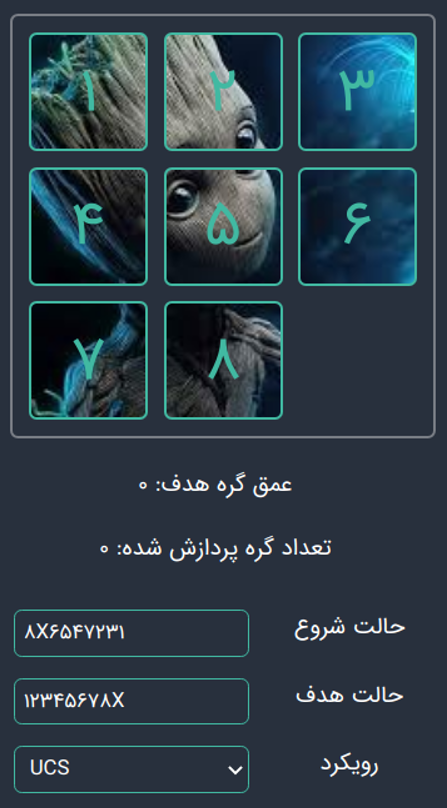 ۱ ۲ ۳
۴ ۵ ۶
۷ ۸
عمق گره هدف: ۰
تعداد گره پردازش شده: ۰
حالت شروع
۸X۶۵۴۷۲۳۱
حالت هدف
۱۲۳۴۵۶۷۸X
رویکرد
UCS